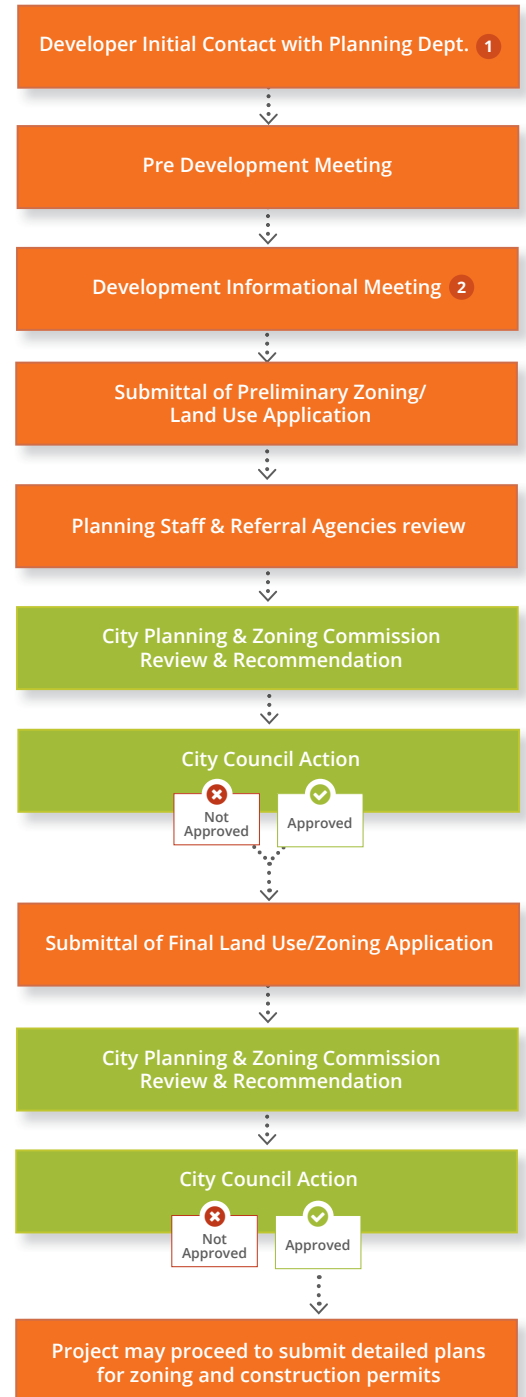 Developer Initial Contact with Planning Dept. 1
Pre Development Meeting
Development Informational Meeting 2
Submittal of Preliminary Zoning/
Land Use Application
Planning Staff & Referral Agencies review
City Planning & Zoning Commission
Review & Recommendation
City Council Action
Not
Approved
Approved
Submittal of Final Land Use/Zoning Application
City Planning & Zoning Commission
Review & Recommendation
City Council Action
Not
Approved
Approved
Project may proceed to submit detailed plans
for zoning and construction permits